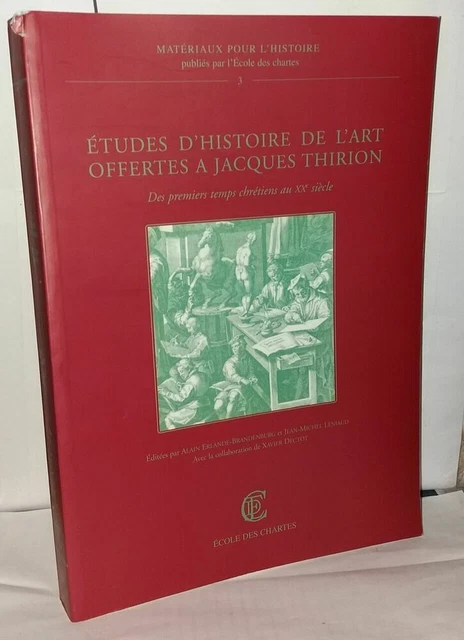 MATÉRIAUX POUR L'HISTOIRE
publiés par l'École des chartes
3
ÉTUDES D'HISTOIRE DE L'ART
OFFERTES A JACQUES THIRION
Des premiers temps chrétiens au XXe siècle
Éditées par ALAIN ERLANDE-BRANDENBURG et JEAN-MICHEL LÉNIAUD
Avec la collaboration de XAVIER DECTOT
ÉCOLE DES CHARTES